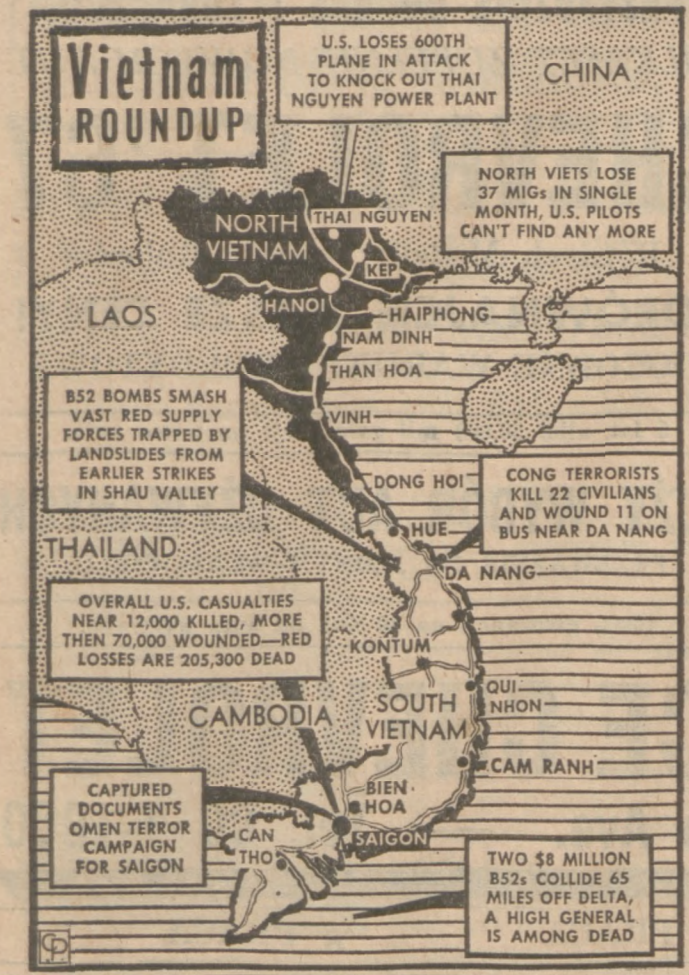 Vietnam
ROUNDUP
U.S. LOSES 600TH
PLANE IN ATTACK
TO KNOCK OUT THAI
NGUYEN POWER PLANT
CHINA
NORTH VIETS LOSE
37 MIGs IN SINGLE
MONTH, U.S. PILOTS
CAN'T FIND ANY MORE
NORTH
VIETNAM
THAI NGUYEN
KEP
HANOI
LAOS
HAIPHONG
NAM DINH
THAN HOA
B52 BOMBS SMASH
VAST RED SUPPLY
FORCES TRAPPED BY
LANDSLIDES FROM
EARLIER STRIKES
IN SHAU VALLEY
VINH
DONG HOI
CONG TERRORISTS
KILL 22 CIVILIANS
AND WOUND 11 ON
BUS NEAR DA NANG
HUE
THAILAND
DA NANG
OVERALL U.S. CASUALTIES
NEAR 12,000 KILLED, MORE
THEN 70,000 WOUNDED—RED
LOSSES ARE 205,300 DEAD
KONTUM
QUI
NHON
CAMBODIA
SOUTH
VIETNAM
CAM RANH
CAPTURED
DOCUMENTS
OMEN TERROR
CAMPAIGN
FOR SAIGON
BIEN
HOA
CAN
THO
SAIGON
TWO $8 MILLION
B52s COLLIDE 65
MILES OFF DELTA,
A HIGH GENERAL
IS AMONG DEAD
CP